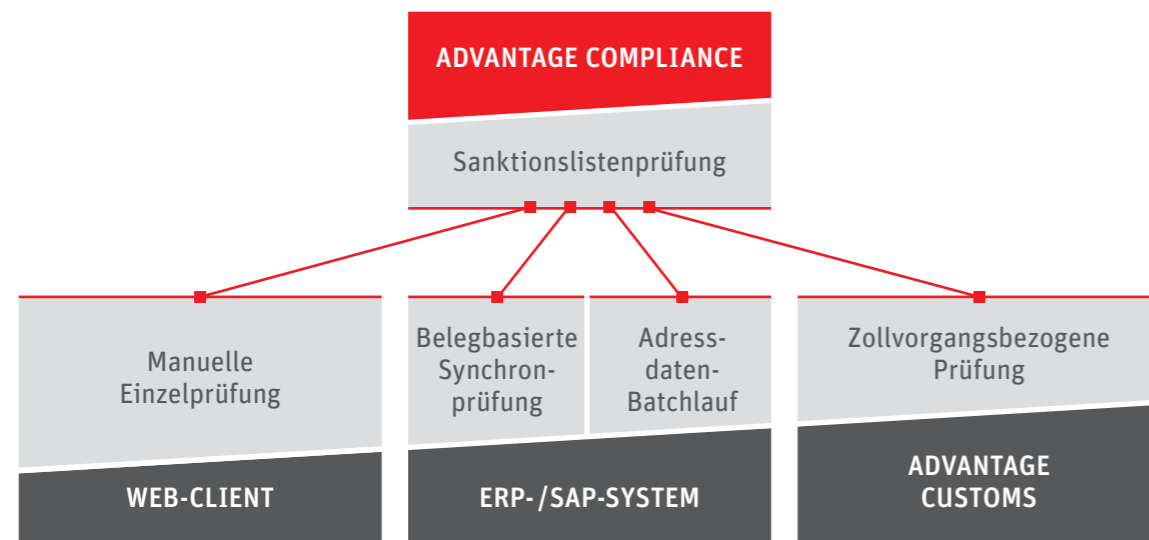 ADVANTAGE COMPLIANCE
Sanktionslistenprüfung
Manuelle
Einzelprüfung
WEB-CLIENT
Belegbasierte
Synchron-
prüfung
Adress-
daten-
Batchlauf
ERP-/SAP-SYSTEM
Zollvorgangsbezogene
Prüfung
ADVANTAGE
CUSTOMS